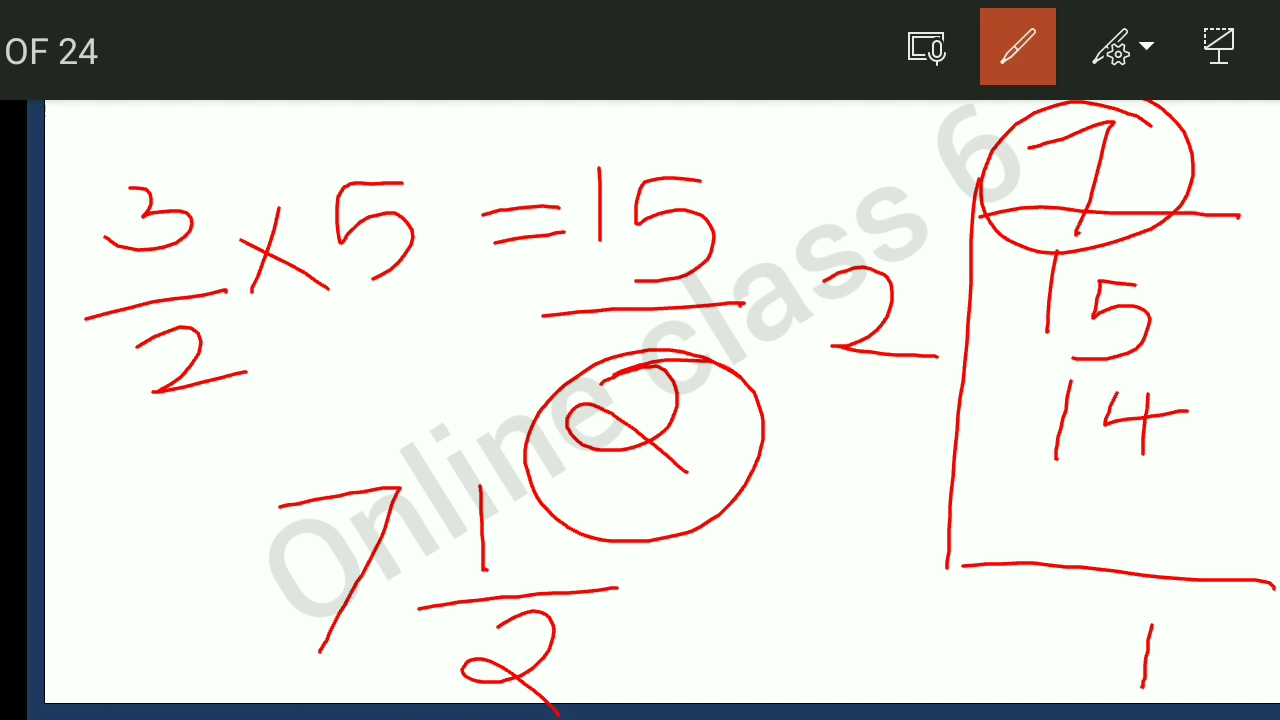 OF 24
3/2 × 5 = 15/2
7 1/2
7
2 15
14
1
Online class 6